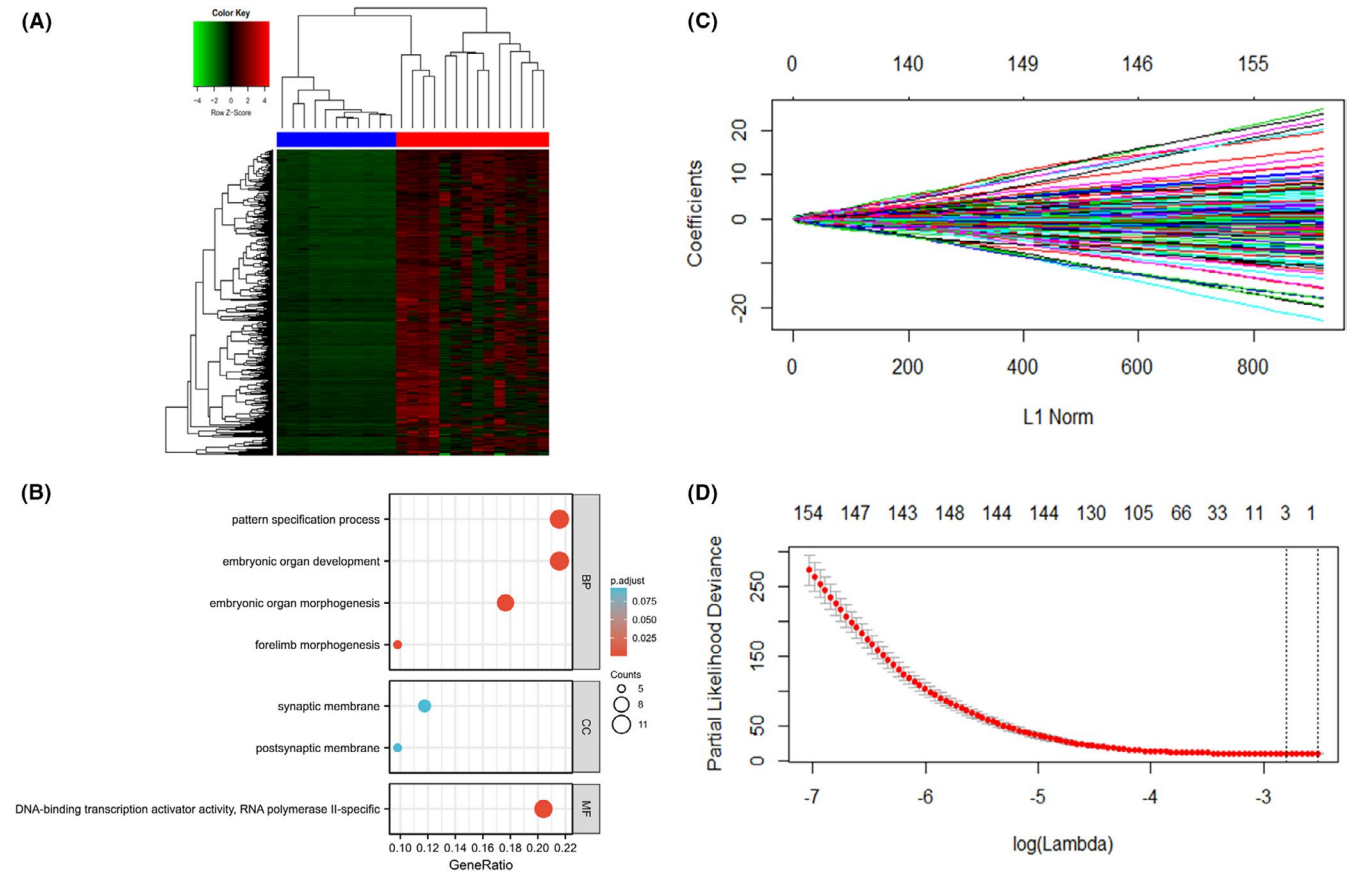 (A)
Color Key
-4 -2 0 2 4
Row Z-Score
(B)
pattern specification process
embryonic organ development
embryonic organ morphogenesis
forelimb morphogenesis
synaptic membrane
postsynaptic membrane
DNA-binding transcription activator activity, RNA polymerase II-specific
BP
CC
MF
0.10 0.12 0.14 0.16 0.18 0.20 0.22
GeneRatio
p.adjust
0.075
0.050
0.025
Counts
5
8
11
(C)
0 140 149 146 155
Coefficients
20
10
0
-20
0 200 400 600 800
L1 Norm
(D)
154 147 143 148 144 144 130 105 66 33 11 3 1
Partial Likelihood Deviance
250
150
50
0
-7 -6 -5 -4 -3
log(Lambda)